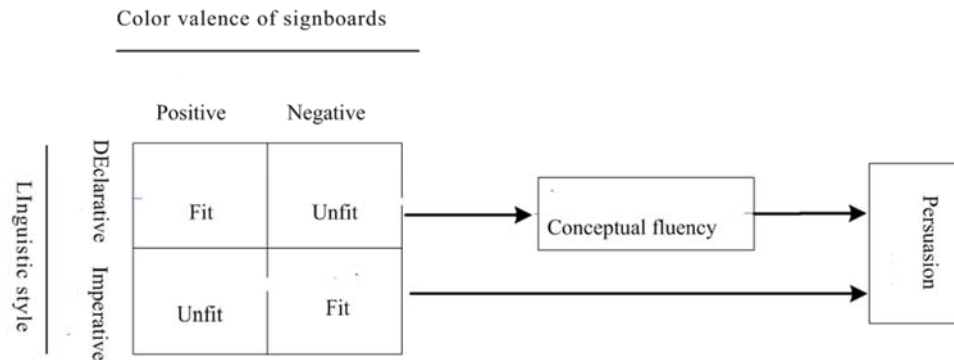 Color valence of signboards
Positive Negative
LInguistic style
DEclarative
Imperative
Fit Unfit
Unfit Fit
Conceptual fluency
Persuasion